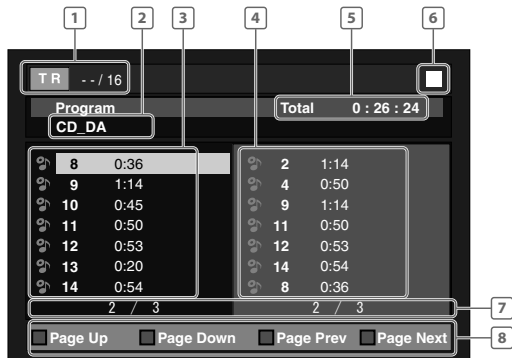 1 2 3 4 5 6
TR - - / 16
Program Total 0 : 26 : 24
CD_DA
8 0:36 2 1:14
9 1:14 4 0:50
10 0:45 9 1:14
11 0:50 11 0:50
12 0:53 12 0:53
13 0:20 14 0:54
14 0:54 8 0:36
2 / 3 2 / 3 7
Page Up Page Down Page Prev Page Next 8